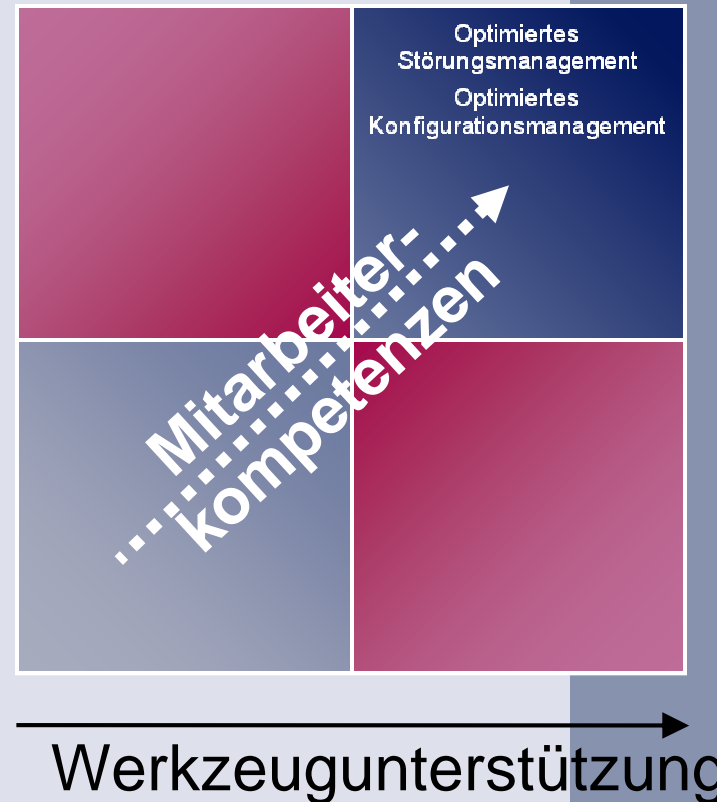 Optimiertes
Störungsmanagement
Optimiertes
Konfigurationsmanagement
Mitarbeiter-
kompetenzen
Werkzeugunterstützung